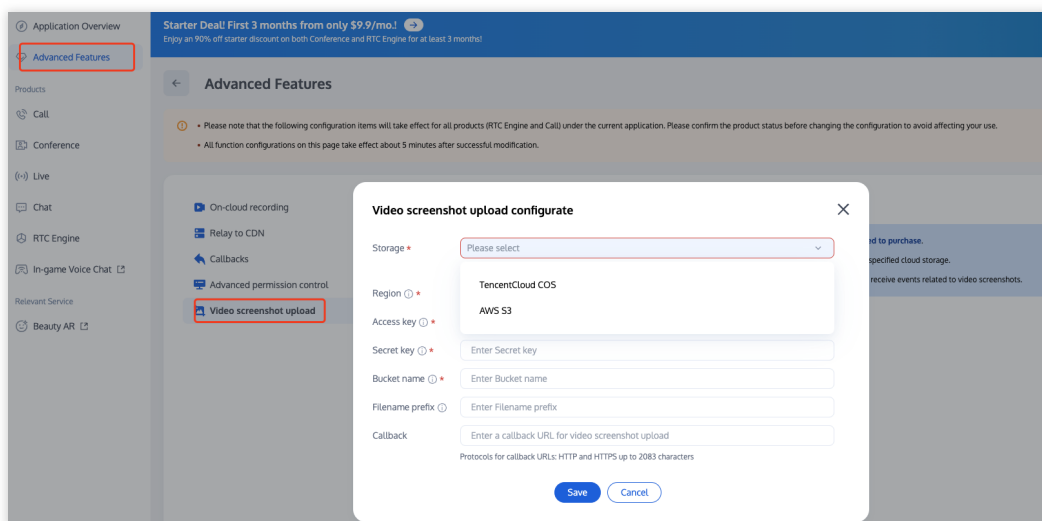 Application Overview
Advanced Features
Products
Call
Conference
Live
Chat
RTC Engine
In-game Voice Chat
Relevant Service
Beauty AR
Starter Deal! First 3 months from only $9.9/mo.!
Enjoy an 90% off starter discount on both Conference and RTC Engine for at least 3 months!
Advanced Features
• Please note that the following configuration items will take effect for all products (RTC Engine and Call) under the current application. Please confirm the product status before changing the configuration to avoid affecting your use.
• All function configurations on this page take effect about 5 minutes after successful modification.
On-cloud recording
Relay to CDN
Callbacks
Advanced permission control
Video screenshot upload
ed to purchase.
specified cloud storage.
receive events related to video screenshots.
Video screenshot upload configurate
Storage *
Please select
TencentCloud COS
AWS S3
Region *
Access key *
Secret key *
Enter Secret key
Bucket name *
Enter Bucket name
Filename prefix
Enter Filename prefix
Callback
Enter a callback URL for video screenshot upload
Protocols for callback URLs: HTTP and HTTPS up to 2083 characters
Save
Cancel